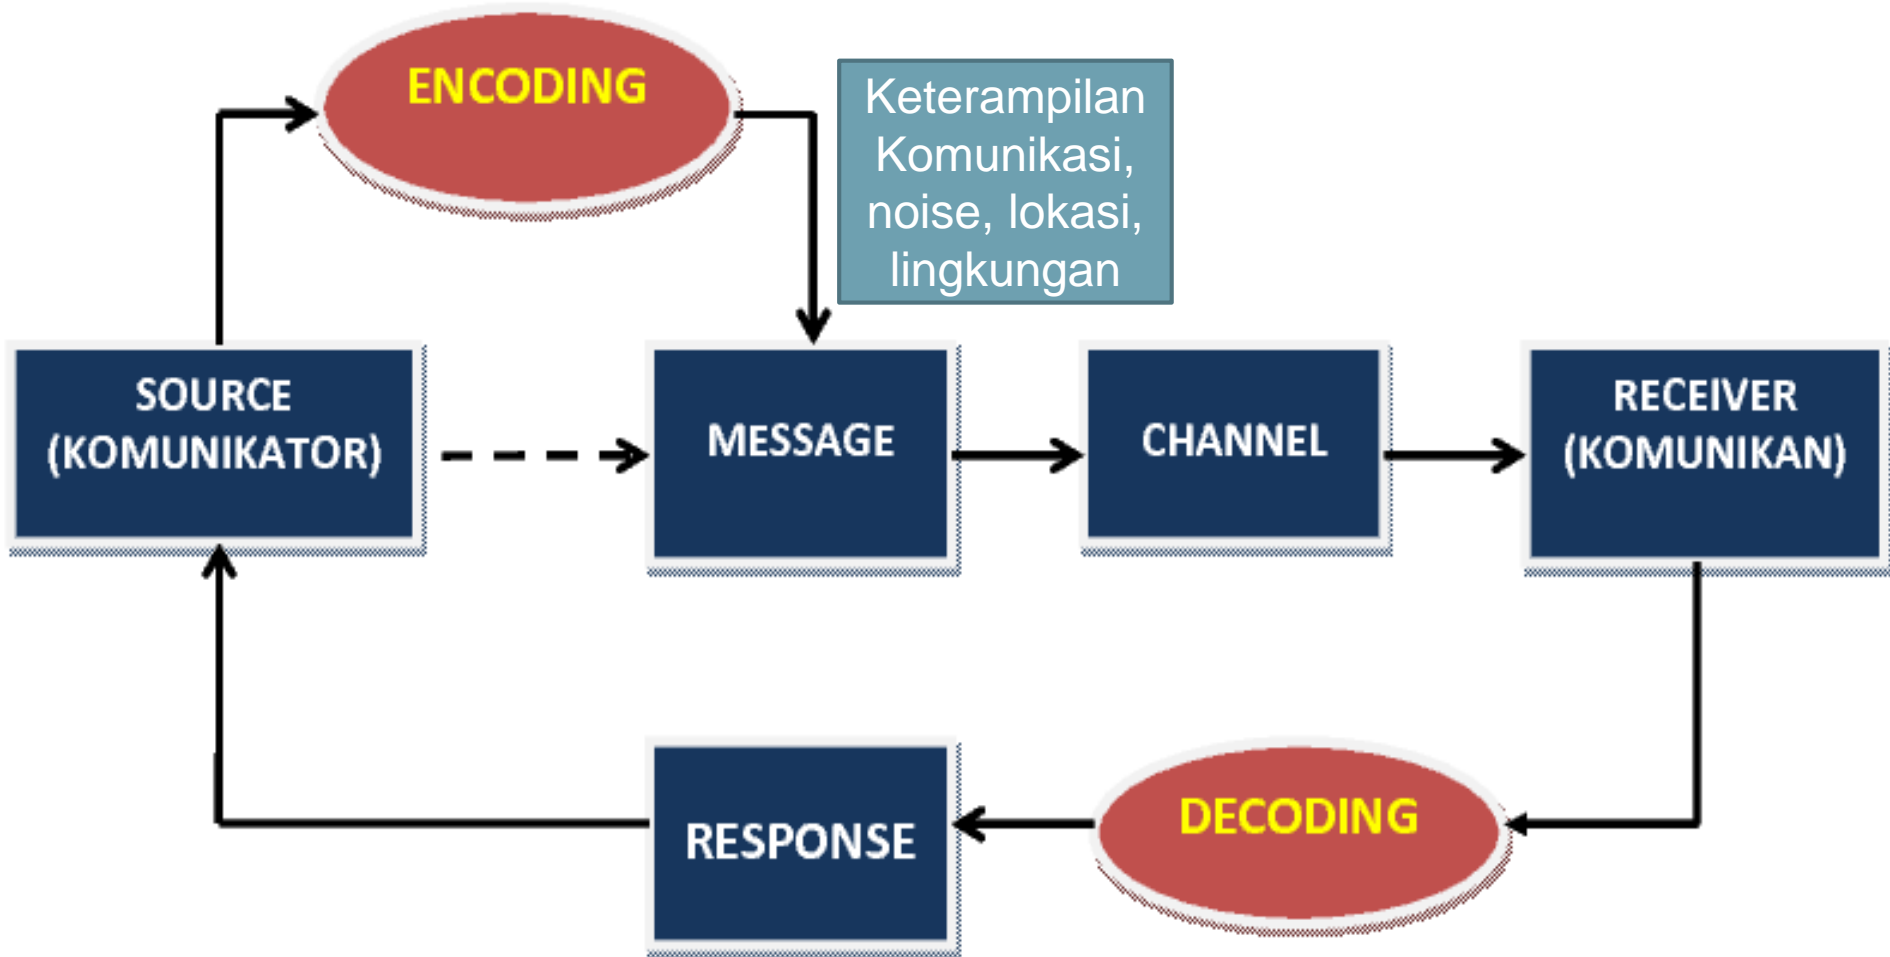 ENCODING
Keterampilan
Komunikasi,
noise, lokasi,
lingkungan
SOURCE
(KOMUNIKATOR)
MESSAGE
CHANNEL
RECEIVER
(KOMUNIKAN)
RESPONSE
DECODING